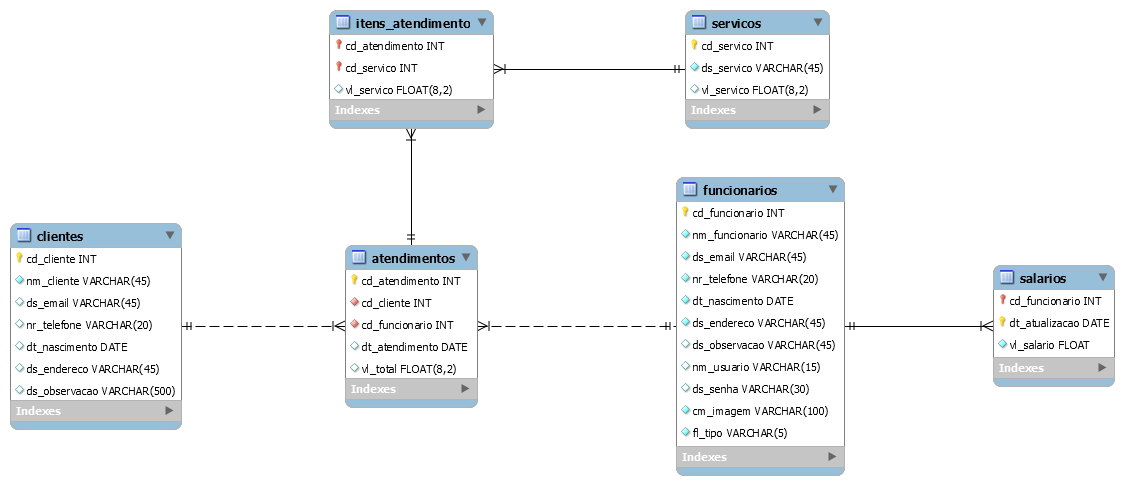 itens_atendimento
cd_atendimento INT
cd_servico INT
vl_servico FLOAT(8,2)
Indexes
servicos
cd_servico INT
ds_servico VARCHAR(45)
vl_servico FLOAT(8,2)
Indexes
clientes
cd_cliente INT
nm_cliente VARCHAR(45)
ds_email VARCHAR(45)
nr_telefone VARCHAR(20)
dt_nascimento DATE
ds_endereco VARCHAR(45)
ds_observacao VARCHAR(500)
Indexes
atendimentos
cd_atendimento INT
cd_cliente INT
cd_funcionario INT
dt_atendimento DATE
vl_total FLOAT(8,2)
Indexes
funcionarios
cd_funcionario INT
nm_funcionario VARCHAR(45)
ds_email VARCHAR(45)
nr_telefone VARCHAR(20)
dt_nascimento DATE
ds_endereco VARCHAR(45)
ds_observacao VARCHAR(45)
nm_usuario VARCHAR(15)
ds_senha VARCHAR(30)
cm_imagem VARCHAR(100)
fl_tipo VARCHAR(5)
Indexes
salarios
cd_funcionario INT
dt_atualizacao DATE
vl_salario FLOAT
Indexes